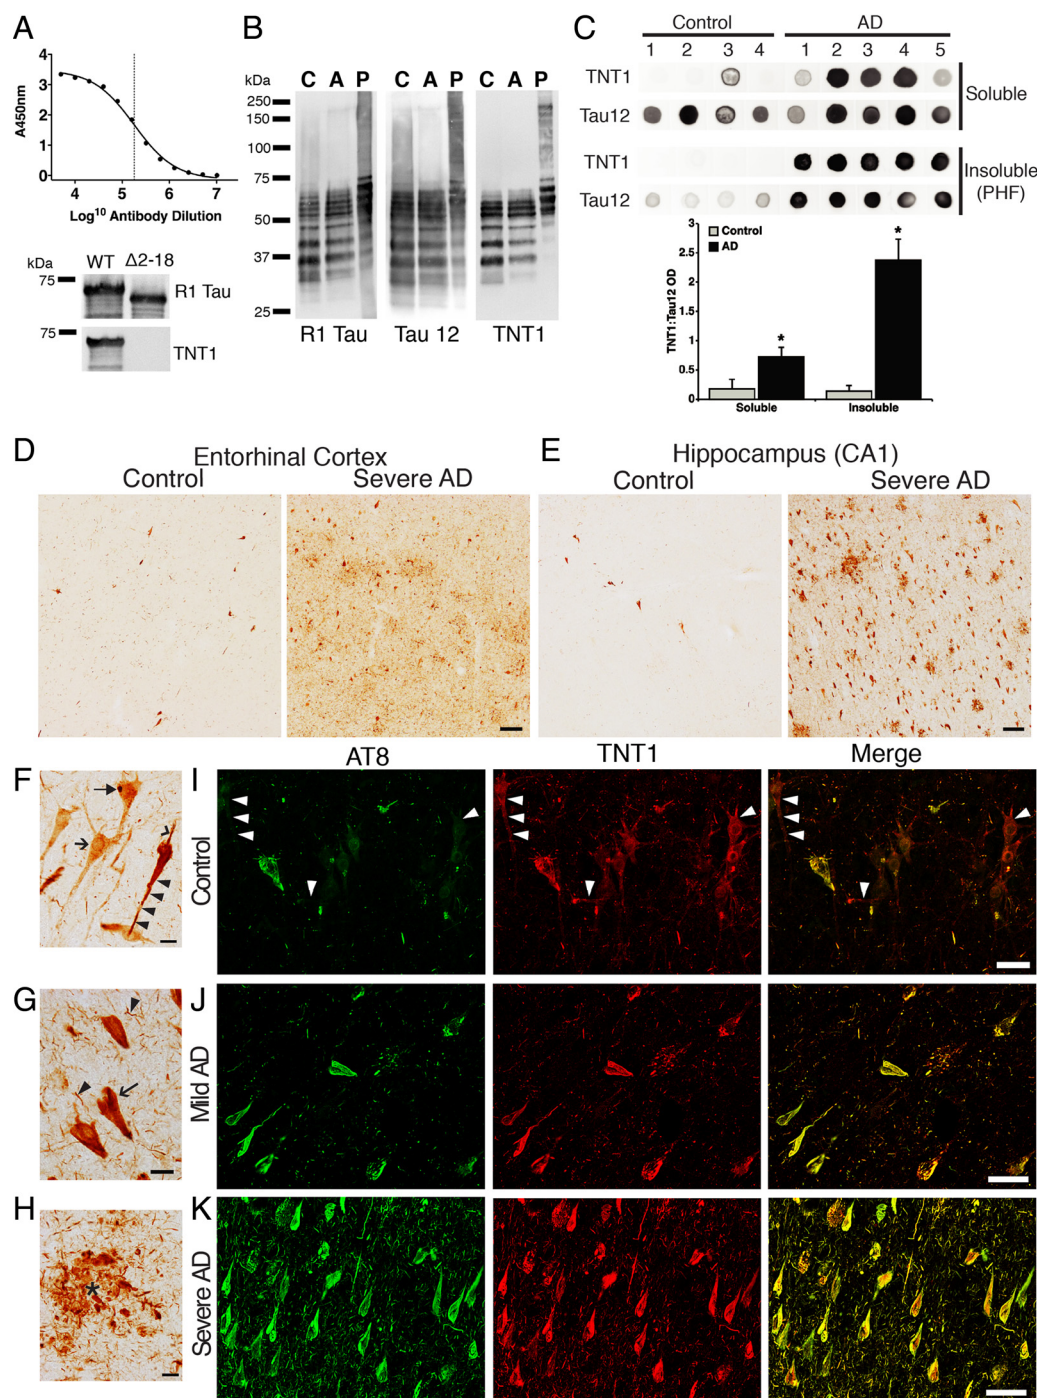 A
4
3
2
1
0
A450nm
4.0
5.0
6.0
7.0
Log10 Antibody Dilution
kDa
WT
Δ2-18
75
R1 Tau
75
TNT1
B
kDa
C A P
C A P
C A P
250
150
100
75
50
37
25
R1 Tau
Tau 12
TNT1
C
Control
AD
1 2 3 4
1 2 3 4 5
TNT1
Tau12
Soluble
TNT1
Tau12
Insoluble
(PHF)
Control
AD
3
2.5
2
1.5
1
0.5
0
TNT1:Tau12 OD
*
*
Soluble
Insoluble
D
Entorhinal Cortex
Control
Severe AD
E
Hippocampus (CA1)
Control
Severe AD
AT8
TNT1
Merge
F
I
Control
G
J
Mild AD
H
*
K
Severe AD